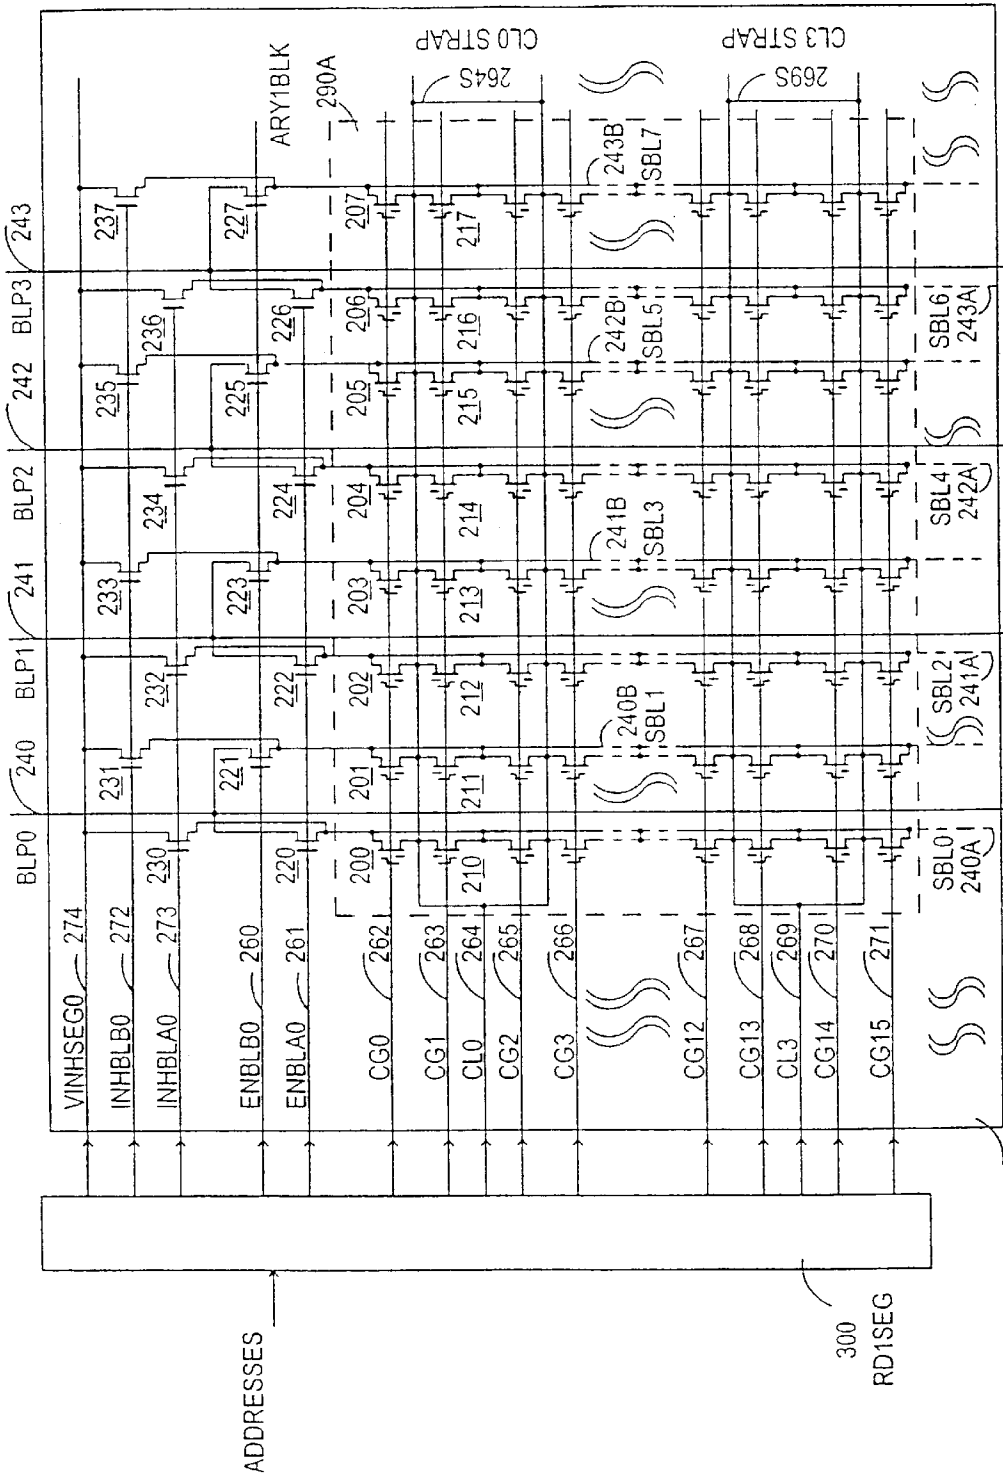 BLP0
240
BLP1
241
BLP2
242
BLP3
243
VINHSEG0
274
INHBLB0
272
INHBLA0
273
ENBLB0
260
ENBLA0
261
231
233
235
237
230
232
234
236
221
223
225
227
220
222
224
226
ARY1BLK
290A
CG0
262
200
201
202
203
204
205
206
207
CG1
263
264S
CL0 STRAP
CL0
264
210
211
212
213
214
215
216
217
CG2
265
CG3
266
240B
SBL1
241B
SBL3
242B
SBL5
243B
SBL7
CG12
267
CG13
268
CL3
269
269S
CL3 STRAP
CG14
270
CG15
271
SBL0
240A
SBL2
241A
SBL4
242A
SBL6
243A
ADDRESSES
300
RD1SEG